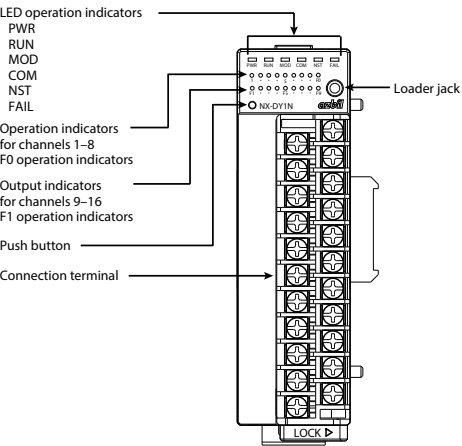 LED operation indicators
PWR
RUN
MOD
COM
NST
FAIL
PWR RUN MOD COM NST FAIL
Operation indicators
for channels 1–8
F0 operation indicators
Loader jack
NX-DY1N
azbil
Output indicators
for channels 9–16
F1 operation indicators
Push button
Connection terminal
LOCK